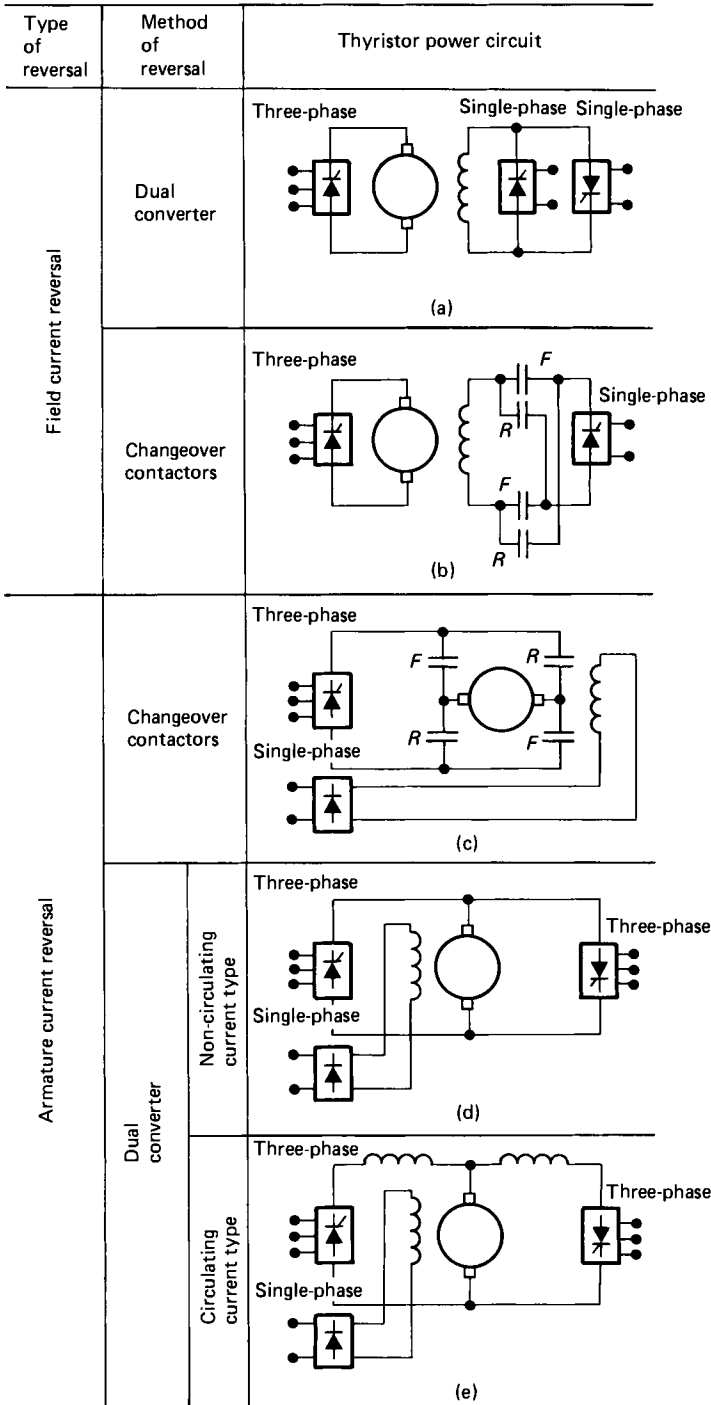 Type
of
reversal
Method
of
reversal
Thyristor power circuit
Field current reversal
Dual
converter
Three-phase
Single-phase
Single-phase
(a)
Changeover
contactors
Three-phase
F
Single-phase
R
F
R
(b)
Armature current reversal
Changeover
contactors
Three-phase
F
R
R
F
Single-phase
(c)
Dual
converter
Non-circulating
current type
Three-phase
Three-phase
Single-phase
(d)
Circulating
current type
Three-phase
Three-phase
Single-phase
(e)